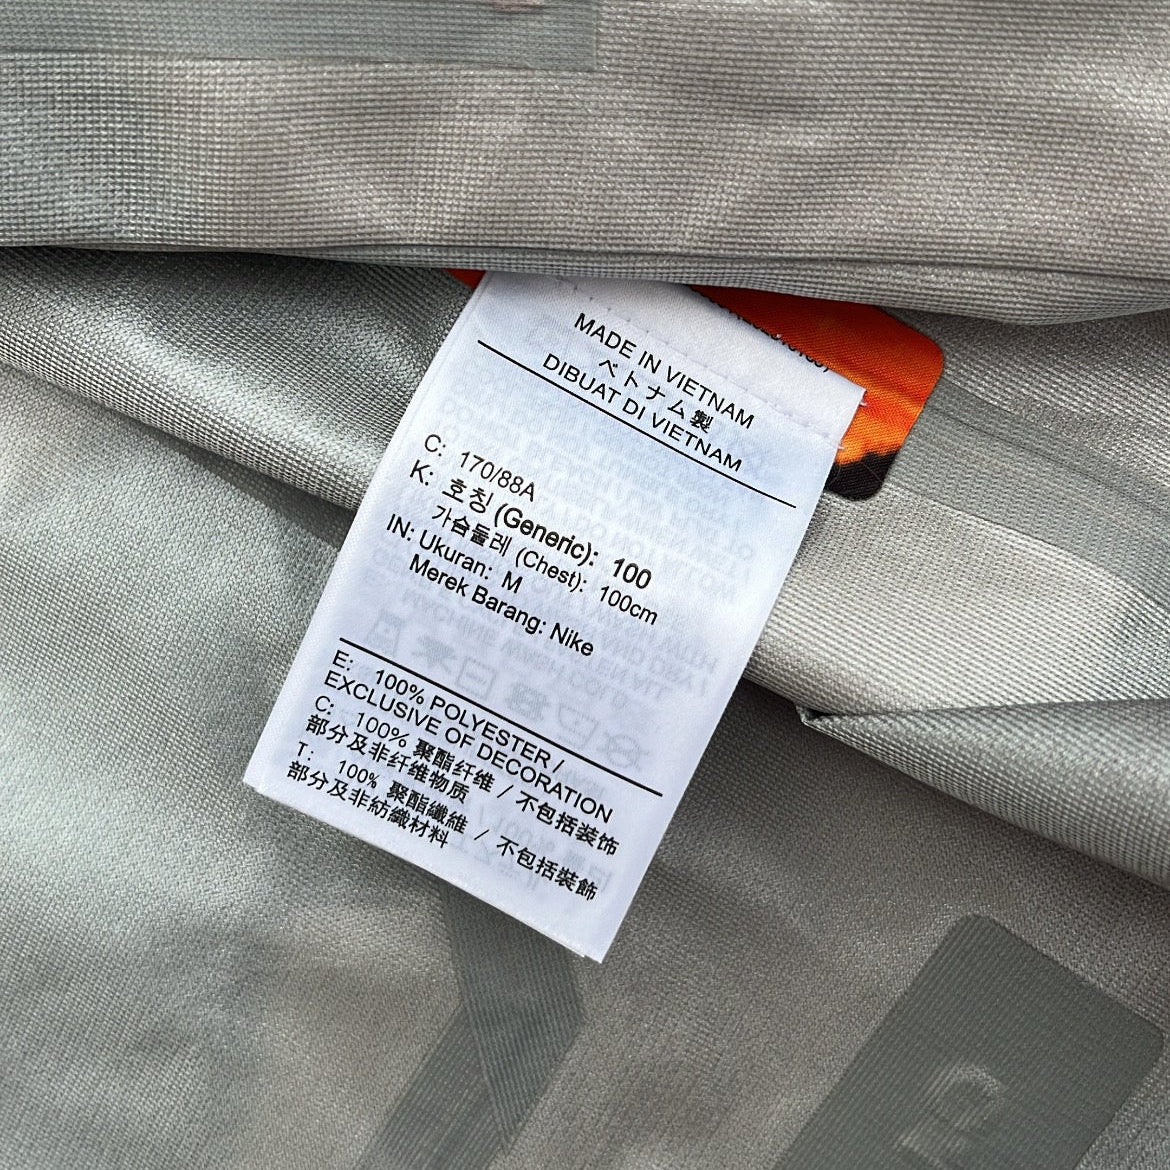 MADE IN VIETNAM
ベトナム製
DIBUAT DI VIETNAM
C: 170/88A
K: 호칭 (Generic): 100
가슴둘레 (Chest): 100cm
IN: Ukuran: M
Merek Barang: Nike
E: 100% POLYESTER /
EXCLUSIVE OF DECORATION
C: 100% 聚酯纤维 / 不包括装饰
部分及非纤维物质
T: 100% 聚酯纖維 / 不包括裝飾
部分及非紡織材料